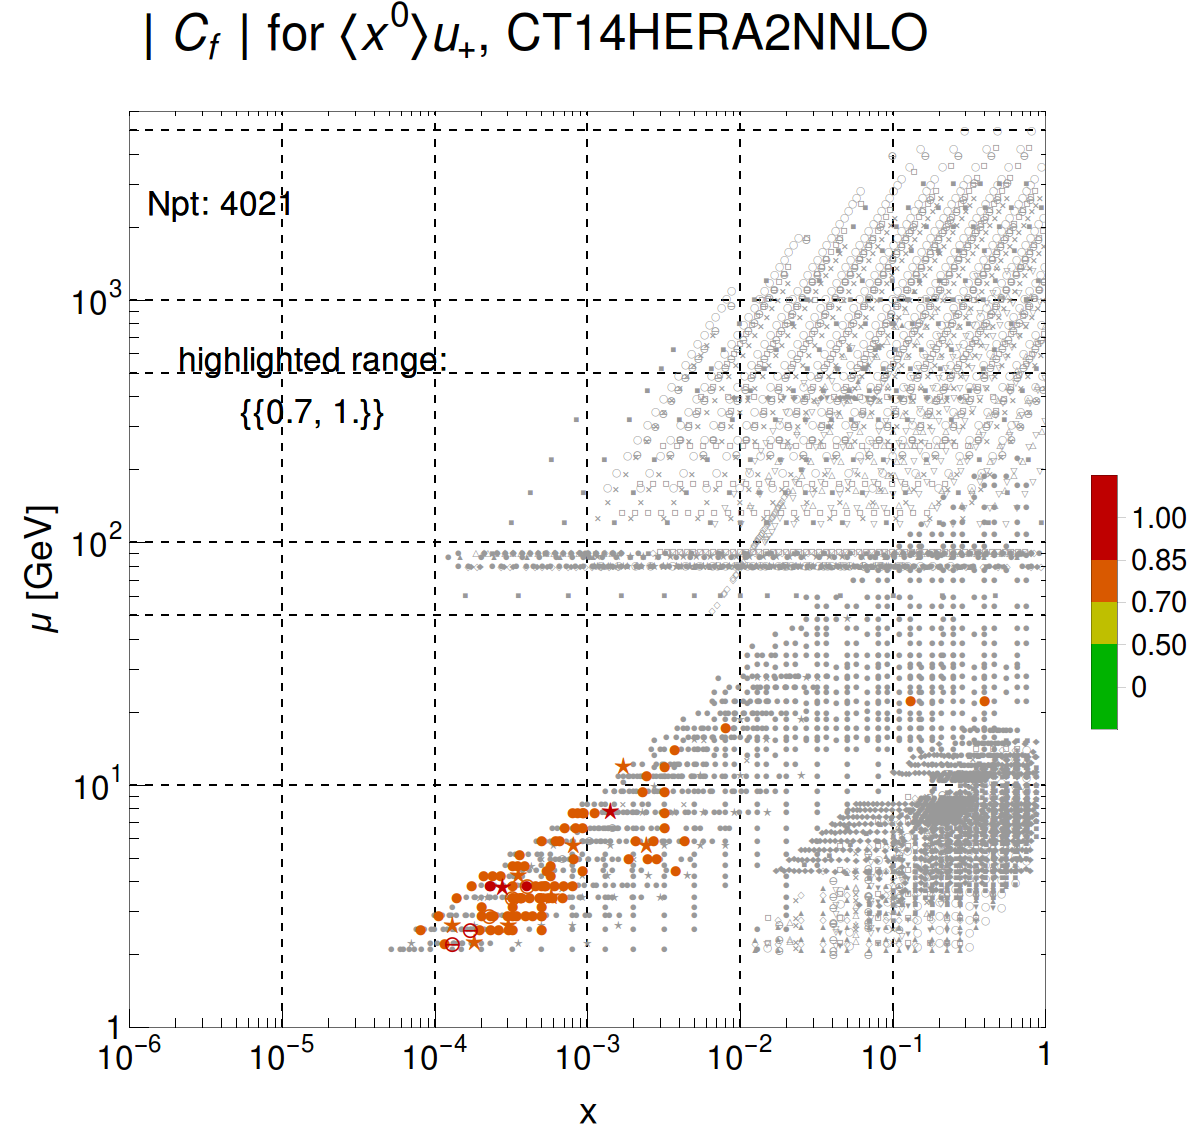 | C_f | for ⟨x^0⟩u_+, CT14HERA2NNLO
Npt: 4021
highlighted range:
{{0.7, 1.}}
μ [GeV]
10^3
10^2
10^1
1
10^-6 10^-5 10^-4 10^-3 10^-2 10^-1 1
x
1.00
0.85
0.70
0.50
0